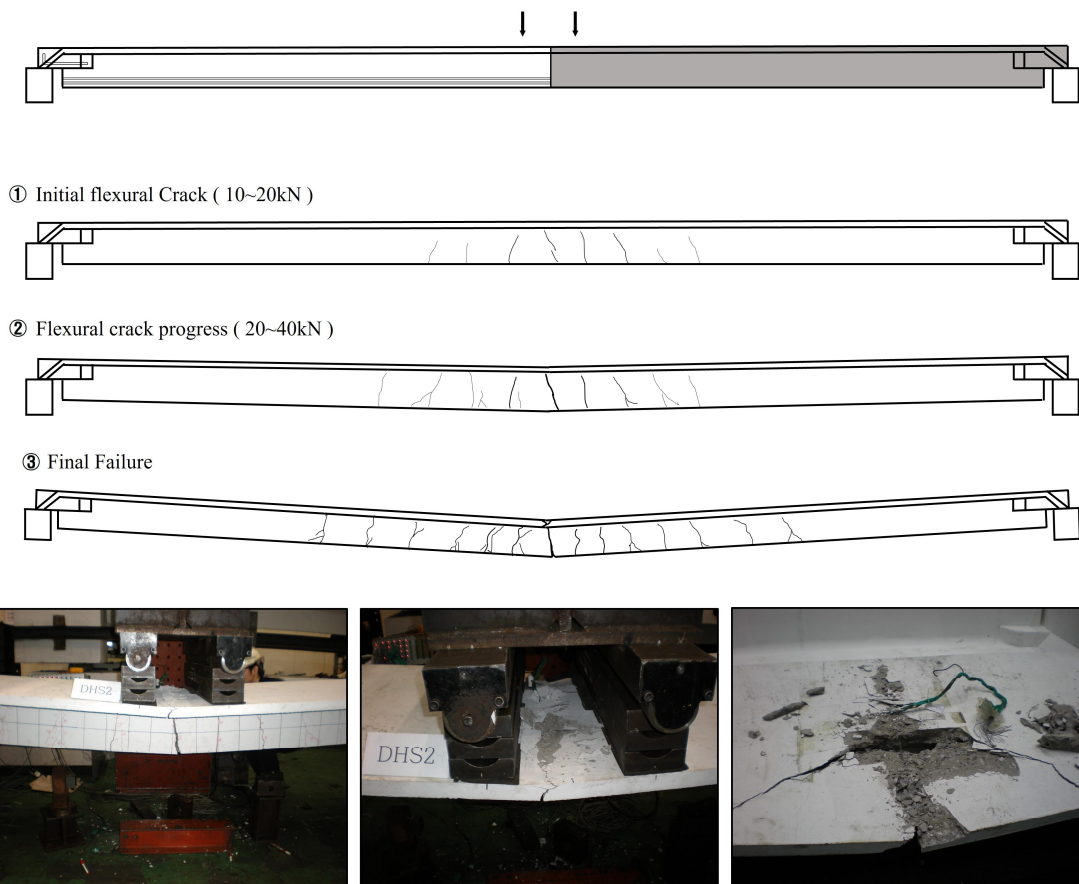 ① Initial flexural Crack ( 10~20kN )
② Flexural crack progress ( 20~40kN )
③ Final Failure
DHS2
DHS2